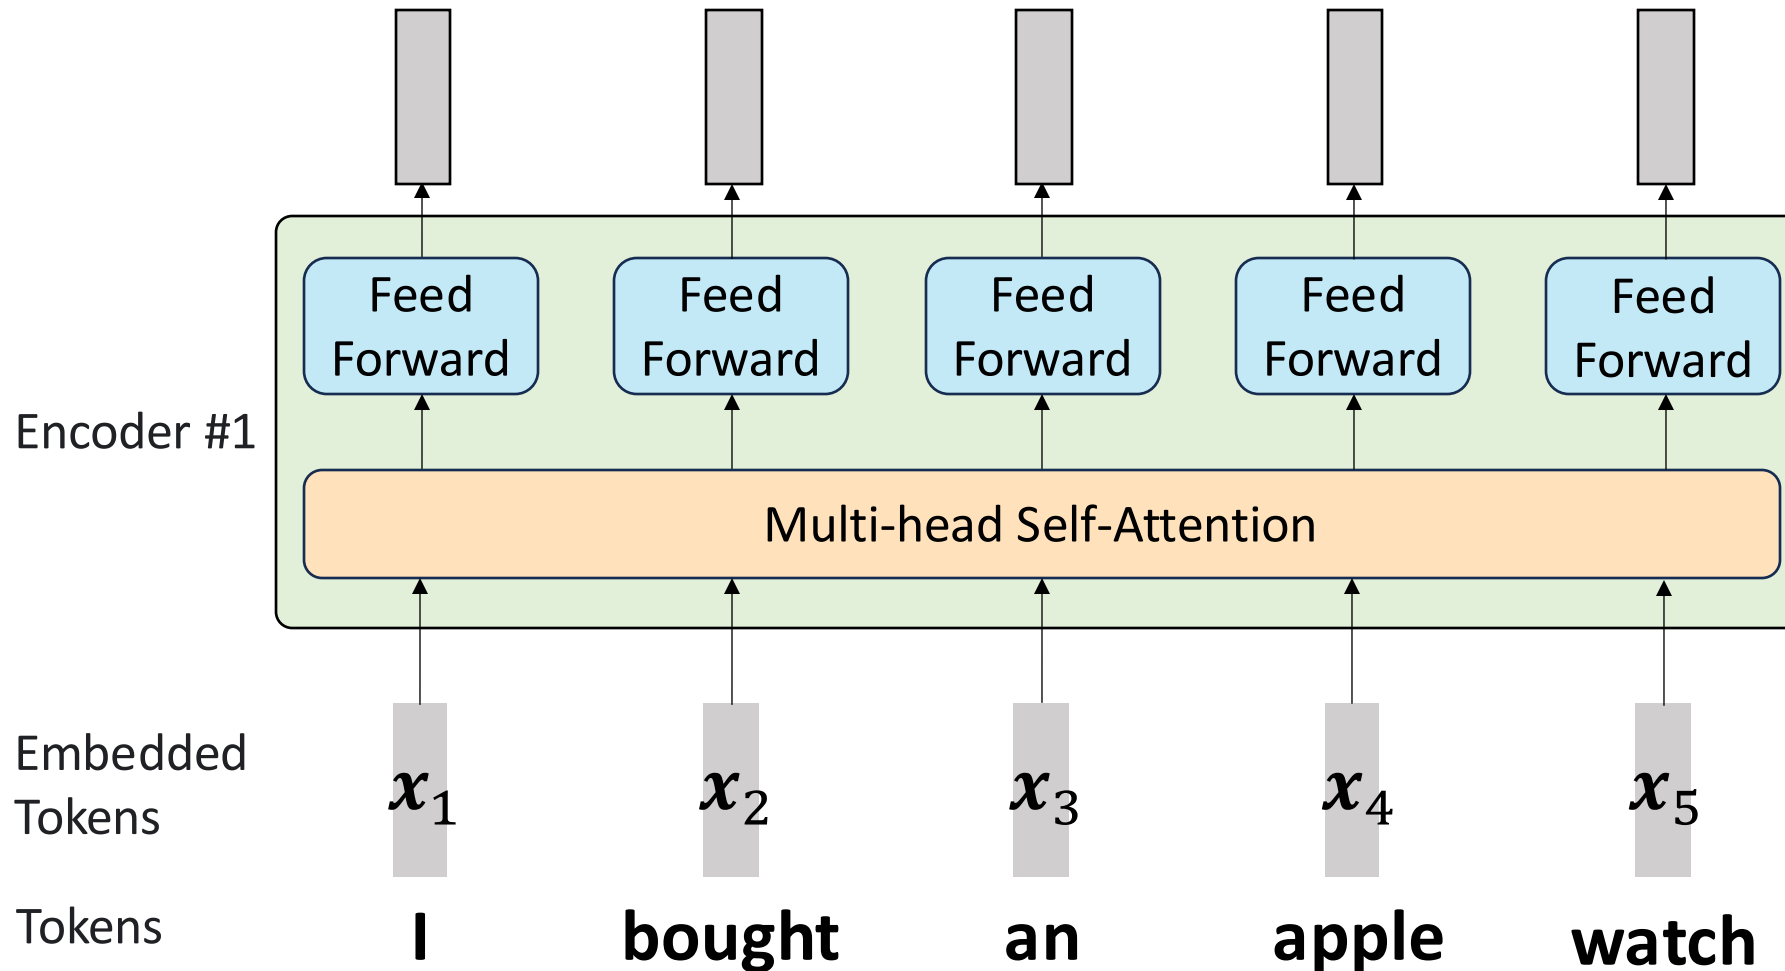 Feed Feed Feed Feed Feed
Forward Forward Forward Forward Forward
Encoder #1
Multi-head Self-Attention
Embedded
Tokens
x₁ x₂ x₃ x₄ x₅
Tokens I bought an apple watch